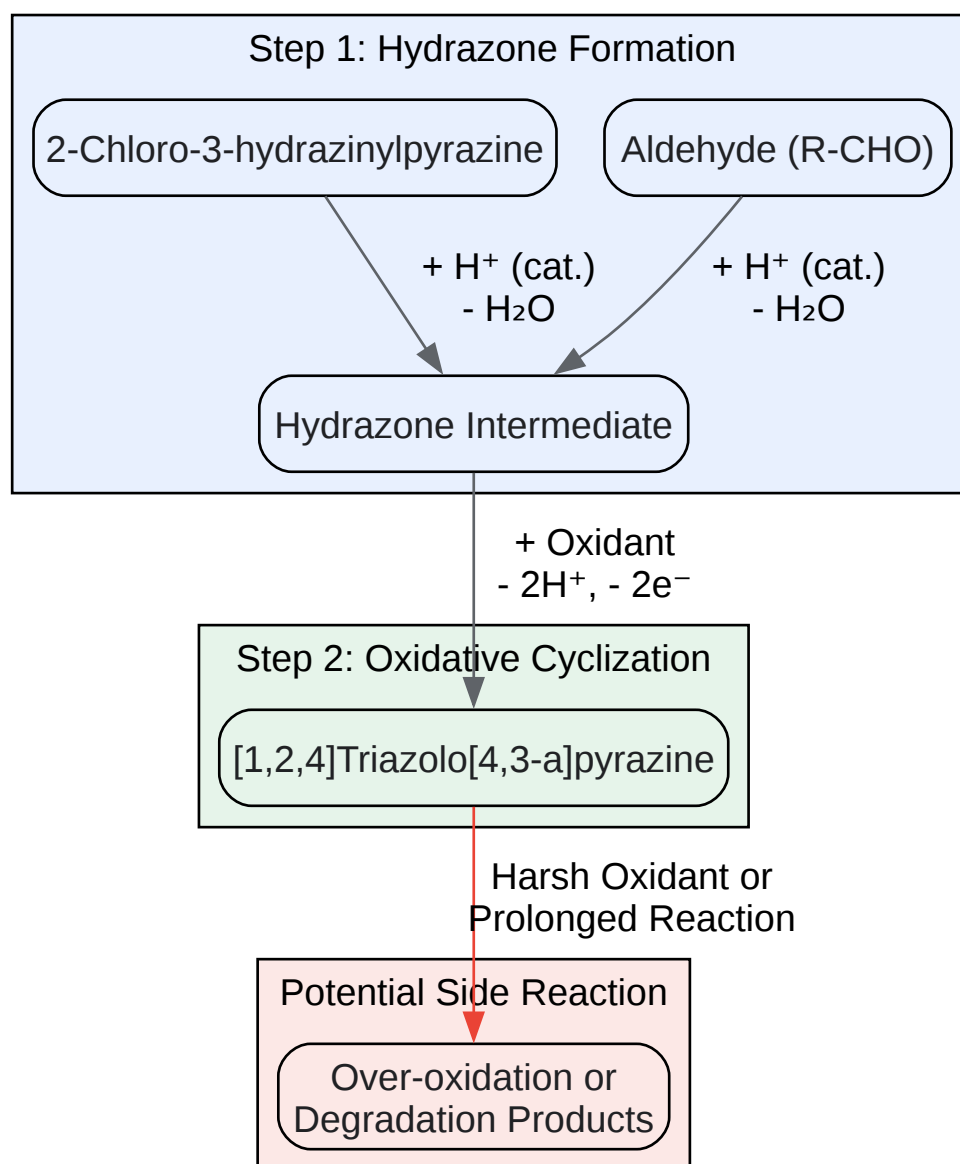 Step 1: Hydrazone Formation
2-Chloro-3-hydrazinylpyrazine
Aldehyde (R-CHO)
+ H⁺ (cat.)
- H₂O
+ H⁺ (cat.)
- H₂O
Hydrazone Intermediate
+ Oxidant
- 2H⁺, - 2e⁻
Step 2: Oxidative Cyclization
[1,2,4]Triazolo[4,3-a]pyrazine
Harsh Oxidant or
Prolonged Reaction
Potential Side Reaction
Over-oxidation or
Degradation Products